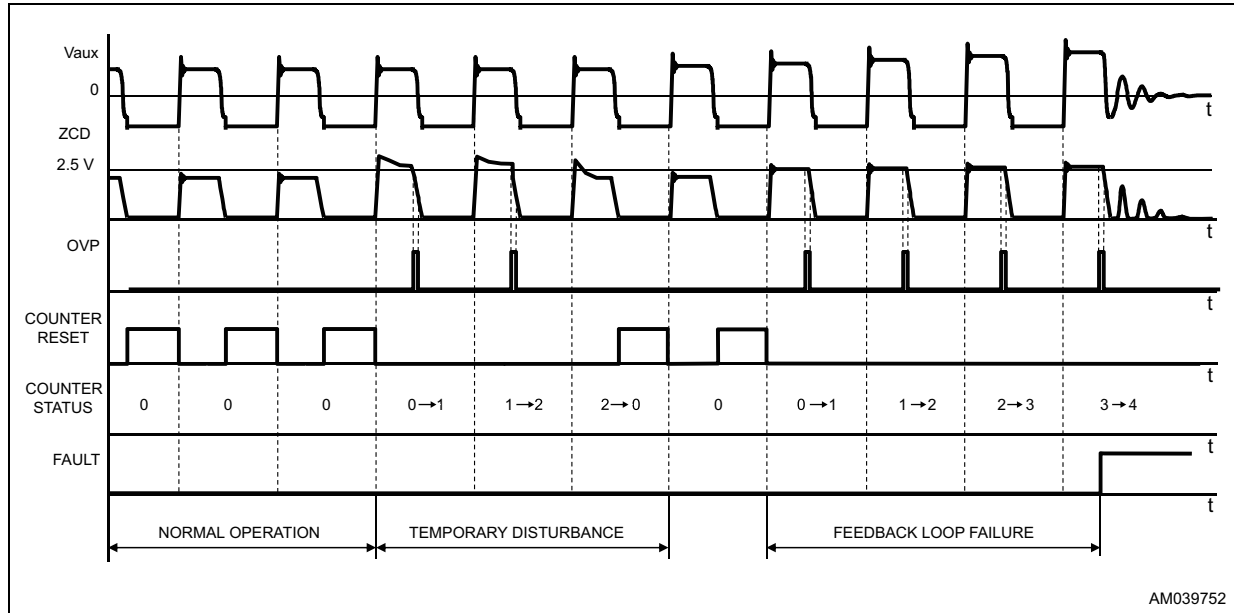 Vaux
0
t
ZCD
2.5 V
t
OVP
t
COUNTER
RESET
t
COUNTER
STATUS
0 0 0 0→1 1→2 2→0 0 0→1 1→2 2→3 3→4
t
FAULT
t
NORMAL OPERATION TEMPORARY DISTURBANCE FEEDBACK LOOP FAILURE
AM039752